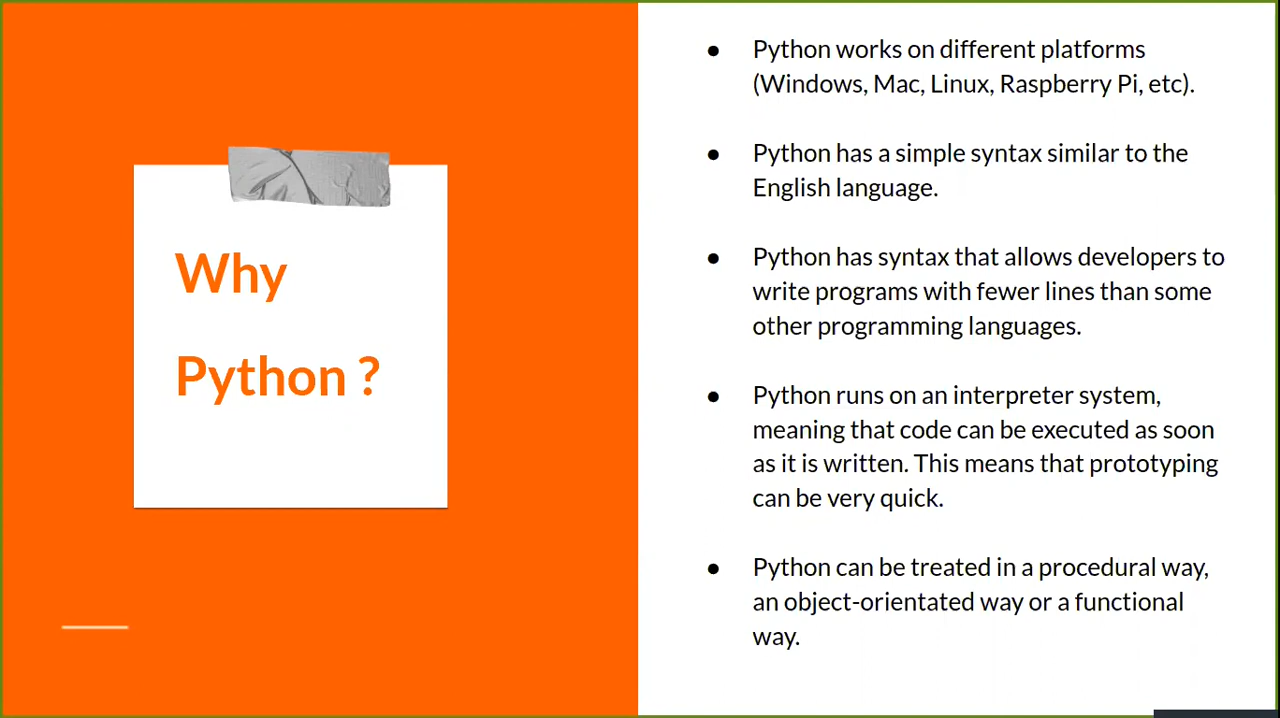 Why
Python ?
● Python works on different platforms
(Windows, Mac, Linux, Raspberry Pi, etc).
● Python has a simple syntax similar to the
English language.
● Python has syntax that allows developers to
write programs with fewer lines than some
other programming languages.
● Python runs on an interpreter system,
meaning that code can be executed as soon
as it is written. This means that prototyping
can be very quick.
● Python can be treated in a procedural way,
an object-orientated way or a functional
way.